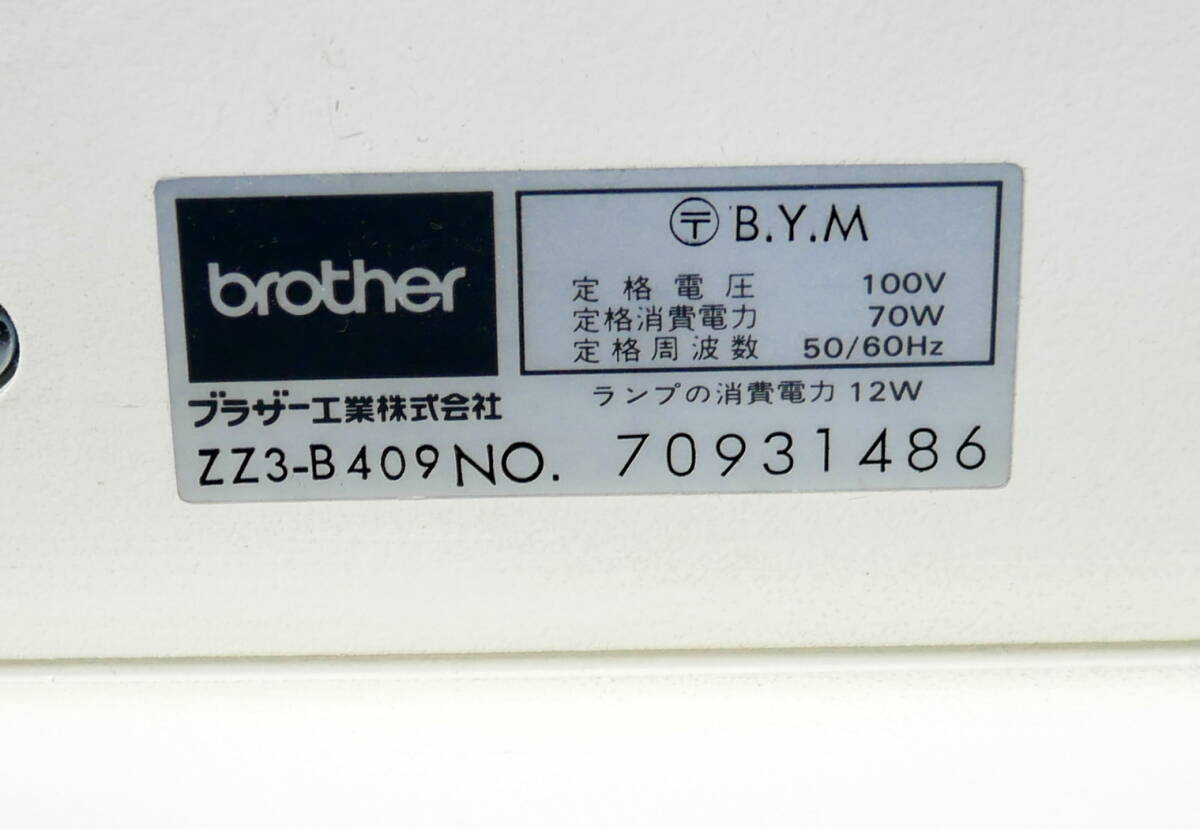 brother
ブラザー工業株式会社
〶 B.Y.M
定格電圧 100V
定格消費電力 70W
定格周波数 50/60Hz
ランプの消費電力 12W
ZZ3-B409 NO. 70931486